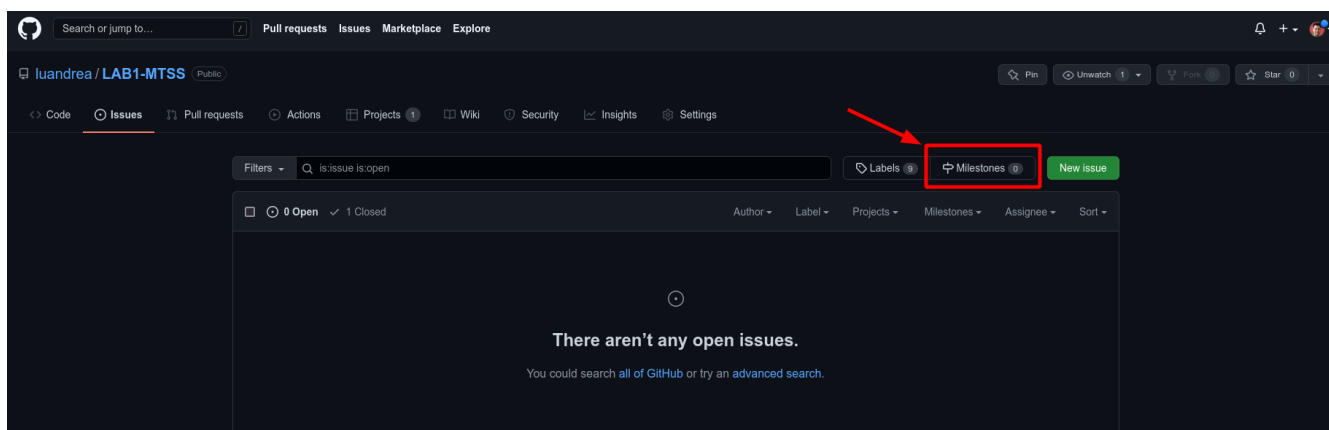 Search or jump to... / Pull requests Issues Marketplace Explore
luandrea / LAB1-MTSS Public Pin Unwatch 1 Fork 0 Star 0
Code Issues Pull requests Actions Projects 1 Wiki Security Insights Settings
Filters is:issue is:open Labels 9 Milestones 0 New issue
0 Open 1 Closed Author Label Projects Milestones Assignee Sort
There aren't any open issues.
You could search all of GitHub or try an advanced search.